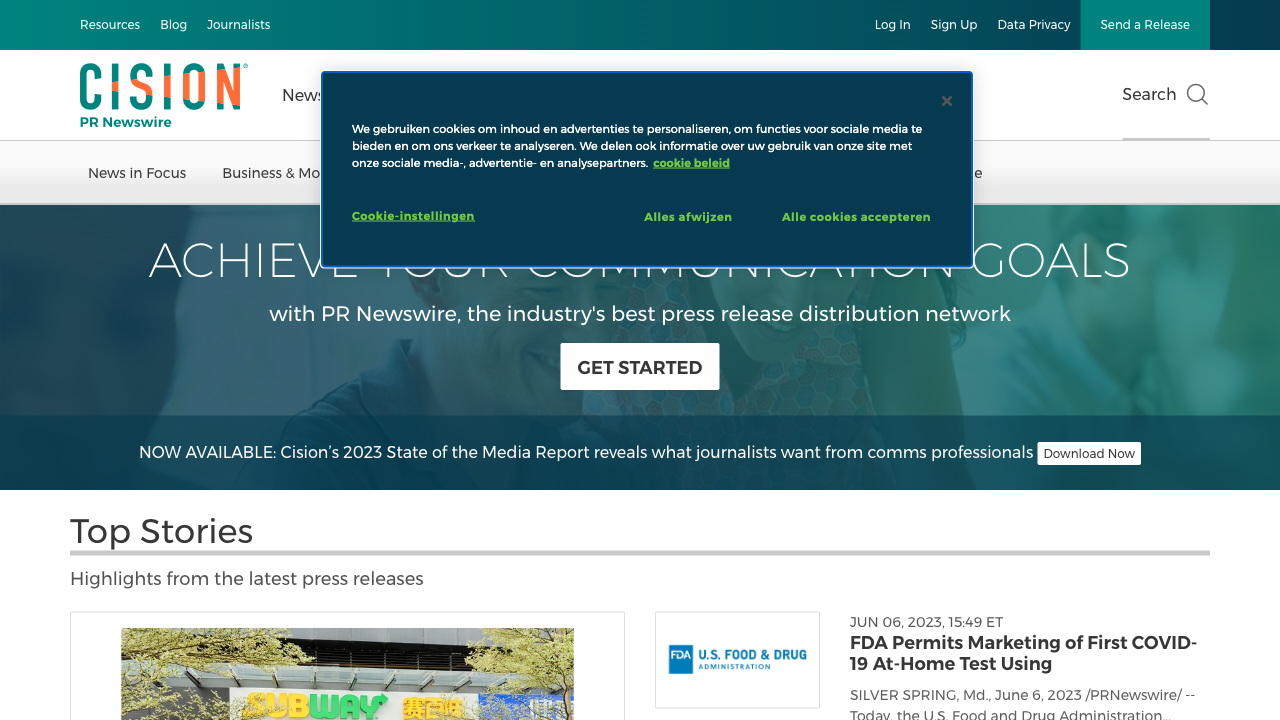 Resources Blog Journalists Log In Sign Up Data Privacy Send a Release
CISION®
PR Newswire
News
Search
We gebruiken cookies om inhoud en advertenties te personaliseren, om functies voor sociale media te
bieden en om ons verkeer te analyseren. We delen ook informatie over uw gebruik van onze site met
onze sociale media-, advertentie- en analysepartners. cookie beleid
Cookie-instellingen Alles afwijzen Alle cookies accepteren
News in Focus Business & Mo
ACHIEVE YOUR COMMUNICATION GOALS
with PR Newswire, the industry's best press release distribution network
GET STARTED
NOW AVAILABLE: Cision’s 2023 State of the Media Report reveals what journalists want from comms professionals Download Now
Top Stories
Highlights from the latest press releases
SUBWAY 赛百味
FDA U.S. FOOD & DRUG
ADMINISTRATION
JUN 06, 2023, 15:49 ET
FDA Permits Marketing of First COVID-
19 At-Home Test Using
SILVER SPRING, Md., June 6, 2023 /PRNewswire/ --
Today, the U.S. Food and Drug Administration...